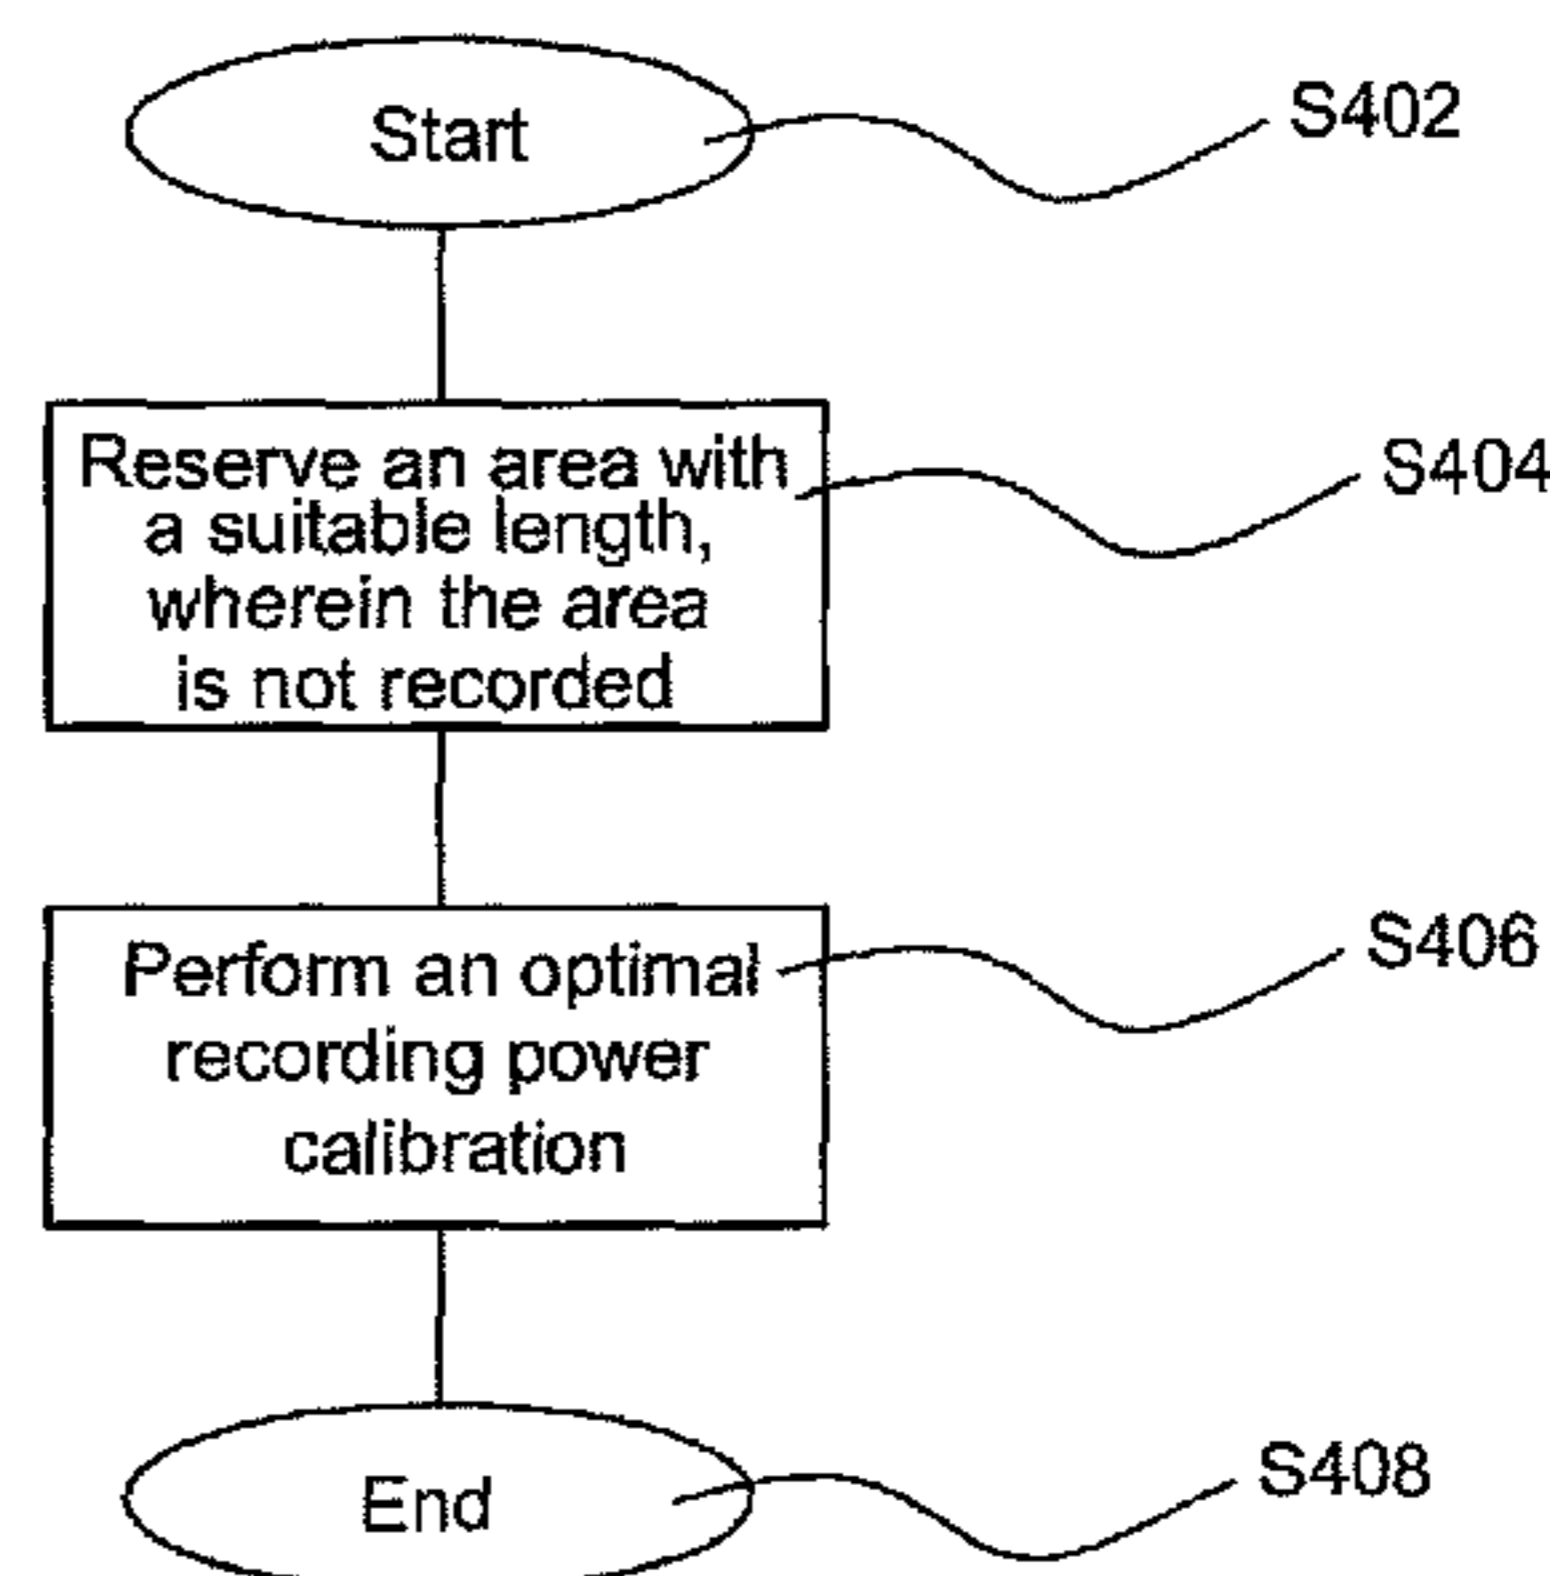 Start
S402
Reserve an area with
a suitable length,
wherein the area
is not recorded
S404
Perform an optimal
recording power
calibration
S406
End
S408